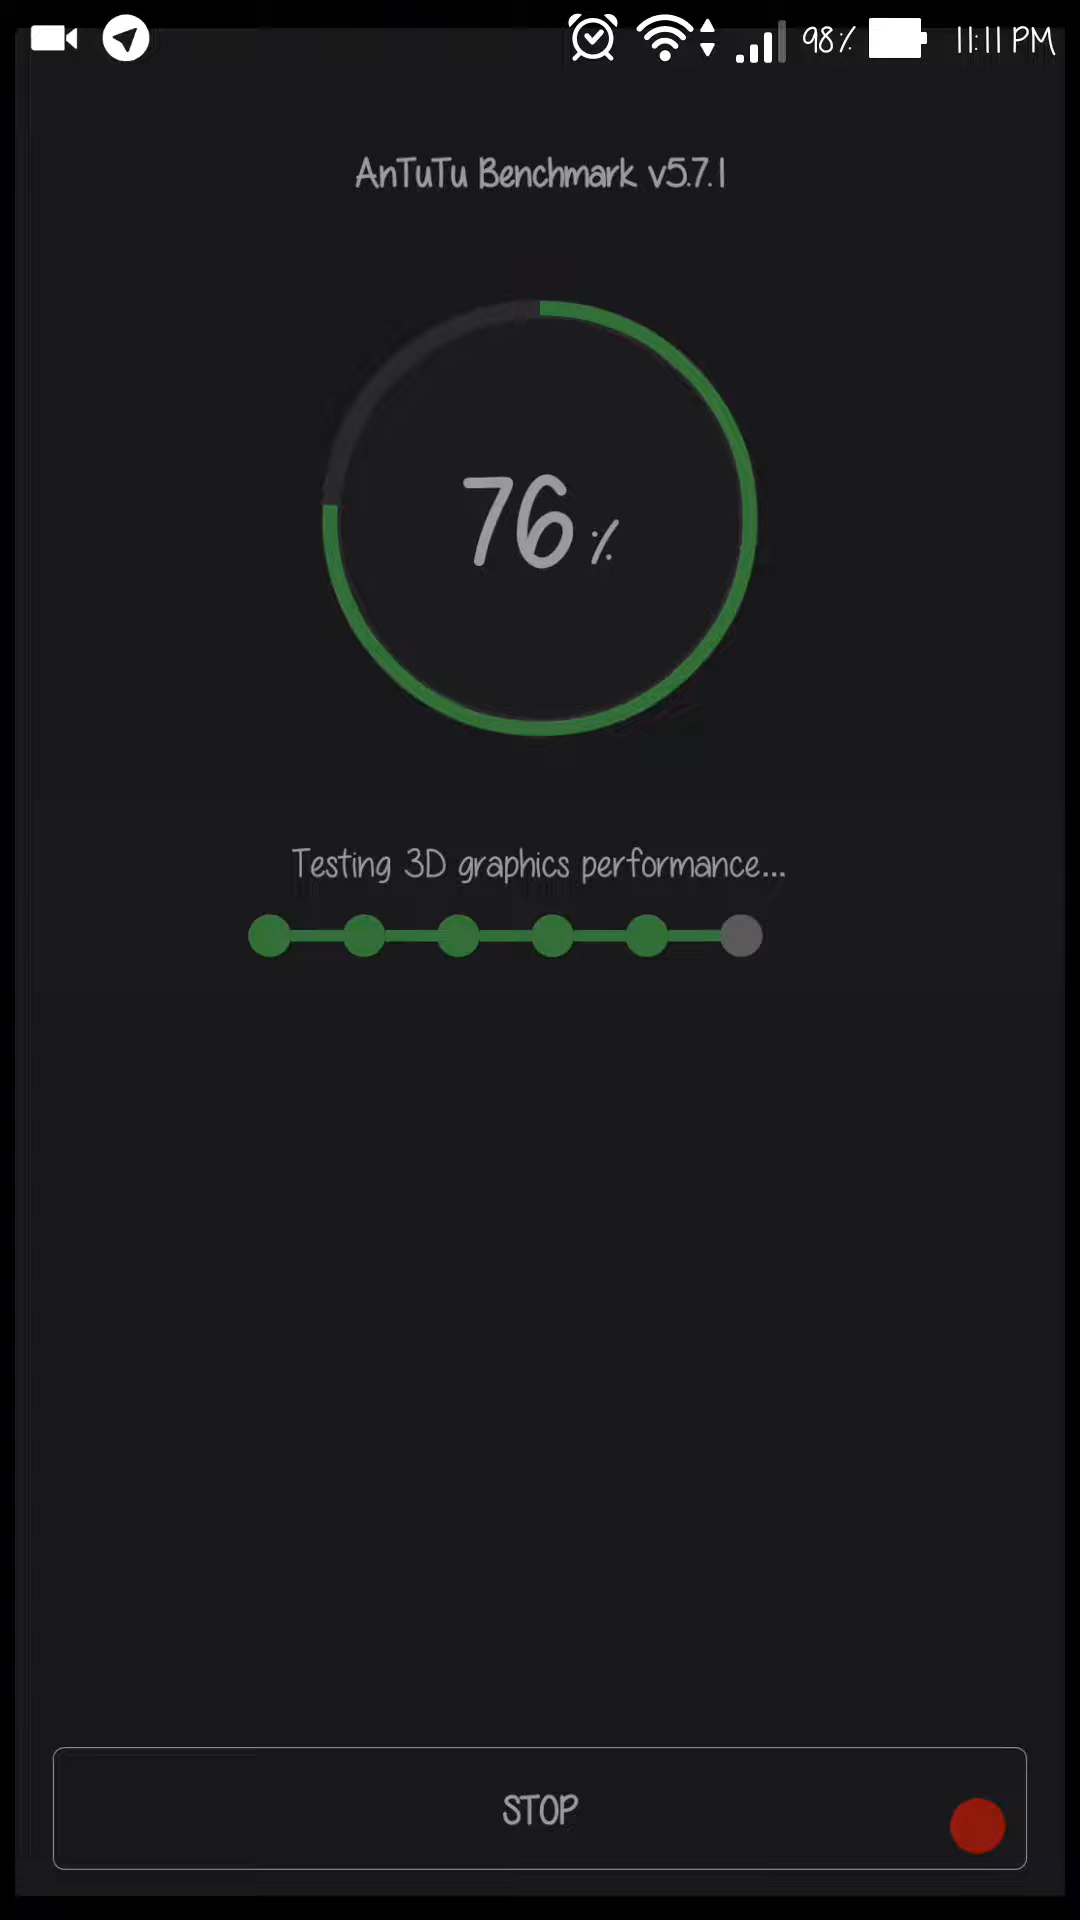 98% 11:11 PM
AnTuTu Benchmark v5.7.1
76 %
Testing 3D graphics performance...
STOP